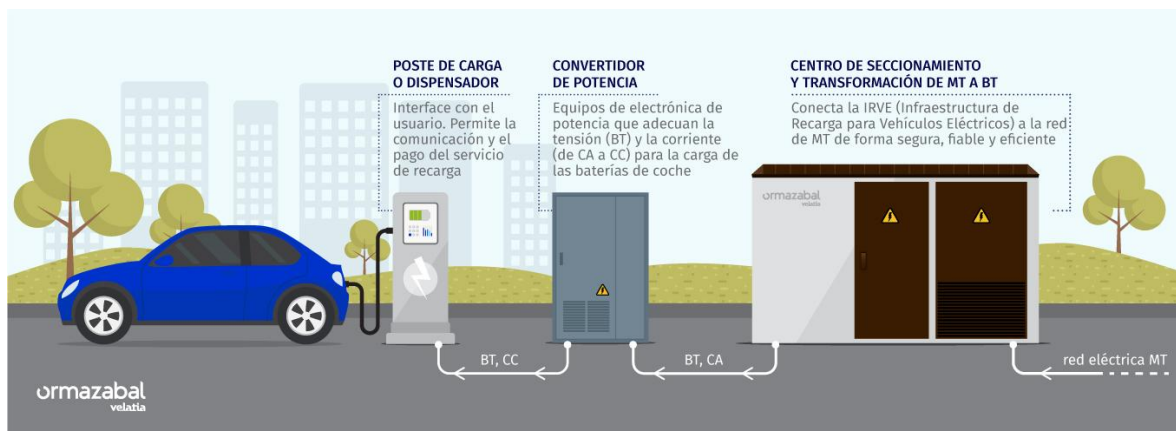 POSTE DE CARGA
O DISPENSADOR
Interface con el
usuario. Permite la
comunicación y el
pago del servicio
de recarga
CONVERTIDOR
DE POTENCIA
Equipos de electrónica de
potencia que adecuan la
tensión (BT) y la corriente
(de CA a CC) para la carga de
las baterías de coche
CENTRO DE SECCIONAMIENTO
Y TRANSFORMACIÓN DE MT A BT
Conecta la IRVE (Infraestructura de
Recarga para Vehículos Eléctricos) a la red
de MT de forma segura, fiable y eficiente
ormazabal
velatia
BT, CC
BT, CA
red eléctrica MT
ormazabal
velatia